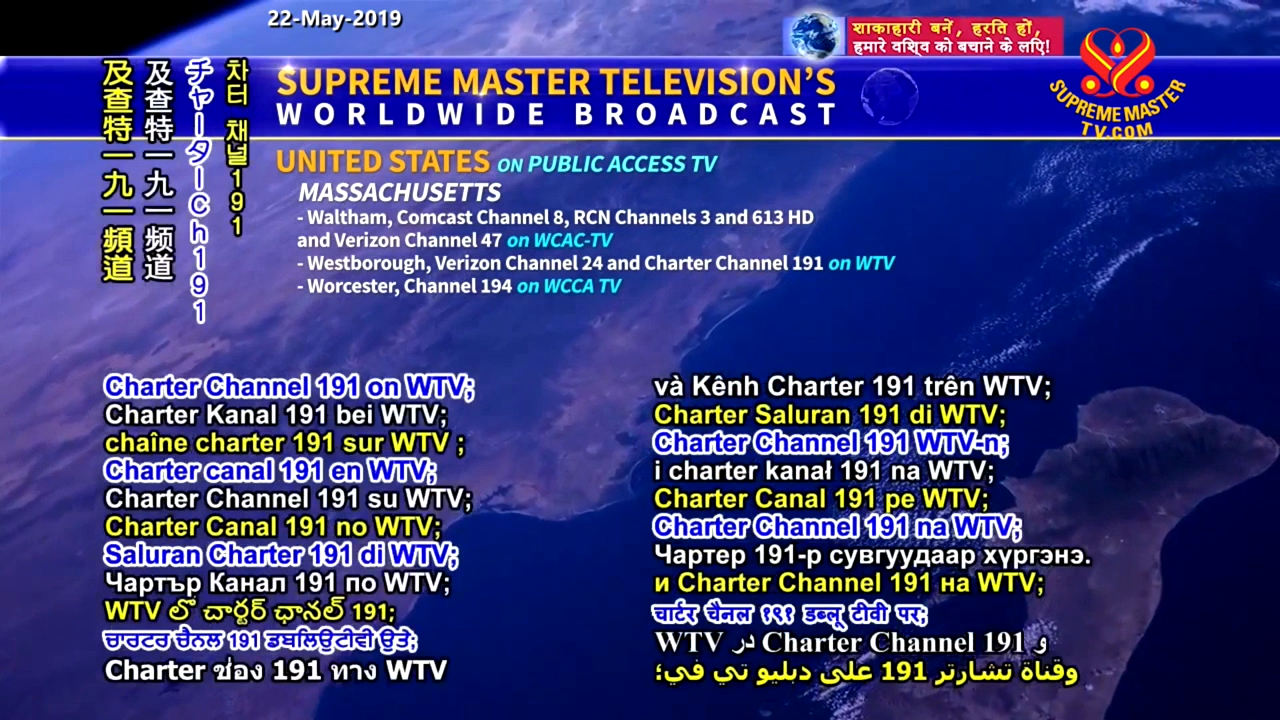 22-May-2019
शाकाहारी बनें, हरति हों,
हमारे वशि्व को बचाने के लएि!
SUPREME MASTER
TV.COM
SUPREME MASTER TELEVISION'S
WORLDWIDE BROADCAST
及查特一九一頻道
及查特一九一频道
チャーターCh191
차터 채널191
UNITED STATES ON PUBLIC ACCESS TV
MASSACHUSETTS
- Waltham, Comcast Channel 8, RCN Channels 3 and 613 HD
and Verizon Channel 47 on WCAC-TV
- Westborough, Verizon Channel 24 and Charter Channel 191 on WTV
- Worcester, Channel 194 on WCCA TV
Charter Channel 191 on WTV;
Charter Kanal 191 bei WTV;
chaîne charter 191 sur WTV ;
Charter canal 191 en WTV;
Charter Channel 191 su WTV;
Charter Canal 191 no WTV;
Saluran Charter 191 di WTV;
Чартър Канал 191 по WTV;
WTV లొ చార్టర్ ఛానల్ 191;
ਚਾਰਟਰ ਚੈਨਲ 191 ਡਬਲਿਊਟੀਵੀ ਉਤੇ;
Charter ช่อง 191 ทาง WTV
và Kênh Charter 191 trên WTV;
Charter Saluran 191 di WTV;
Charter Channel 191 WTV-n;
i charter kanał 191 na WTV;
Charter Canal 191 pe WTV;
Charter Channel 191 na WTV;
Чартер 191-р сувгуудаар хүргэнэ.
и Charter Channel 191 на WTV;
चार्टर चैनल १९१ डब्लू टीवी पर;
و Charter Channel 191 در WTV
وقناة تشارتر 191 على دبليو تي في؛